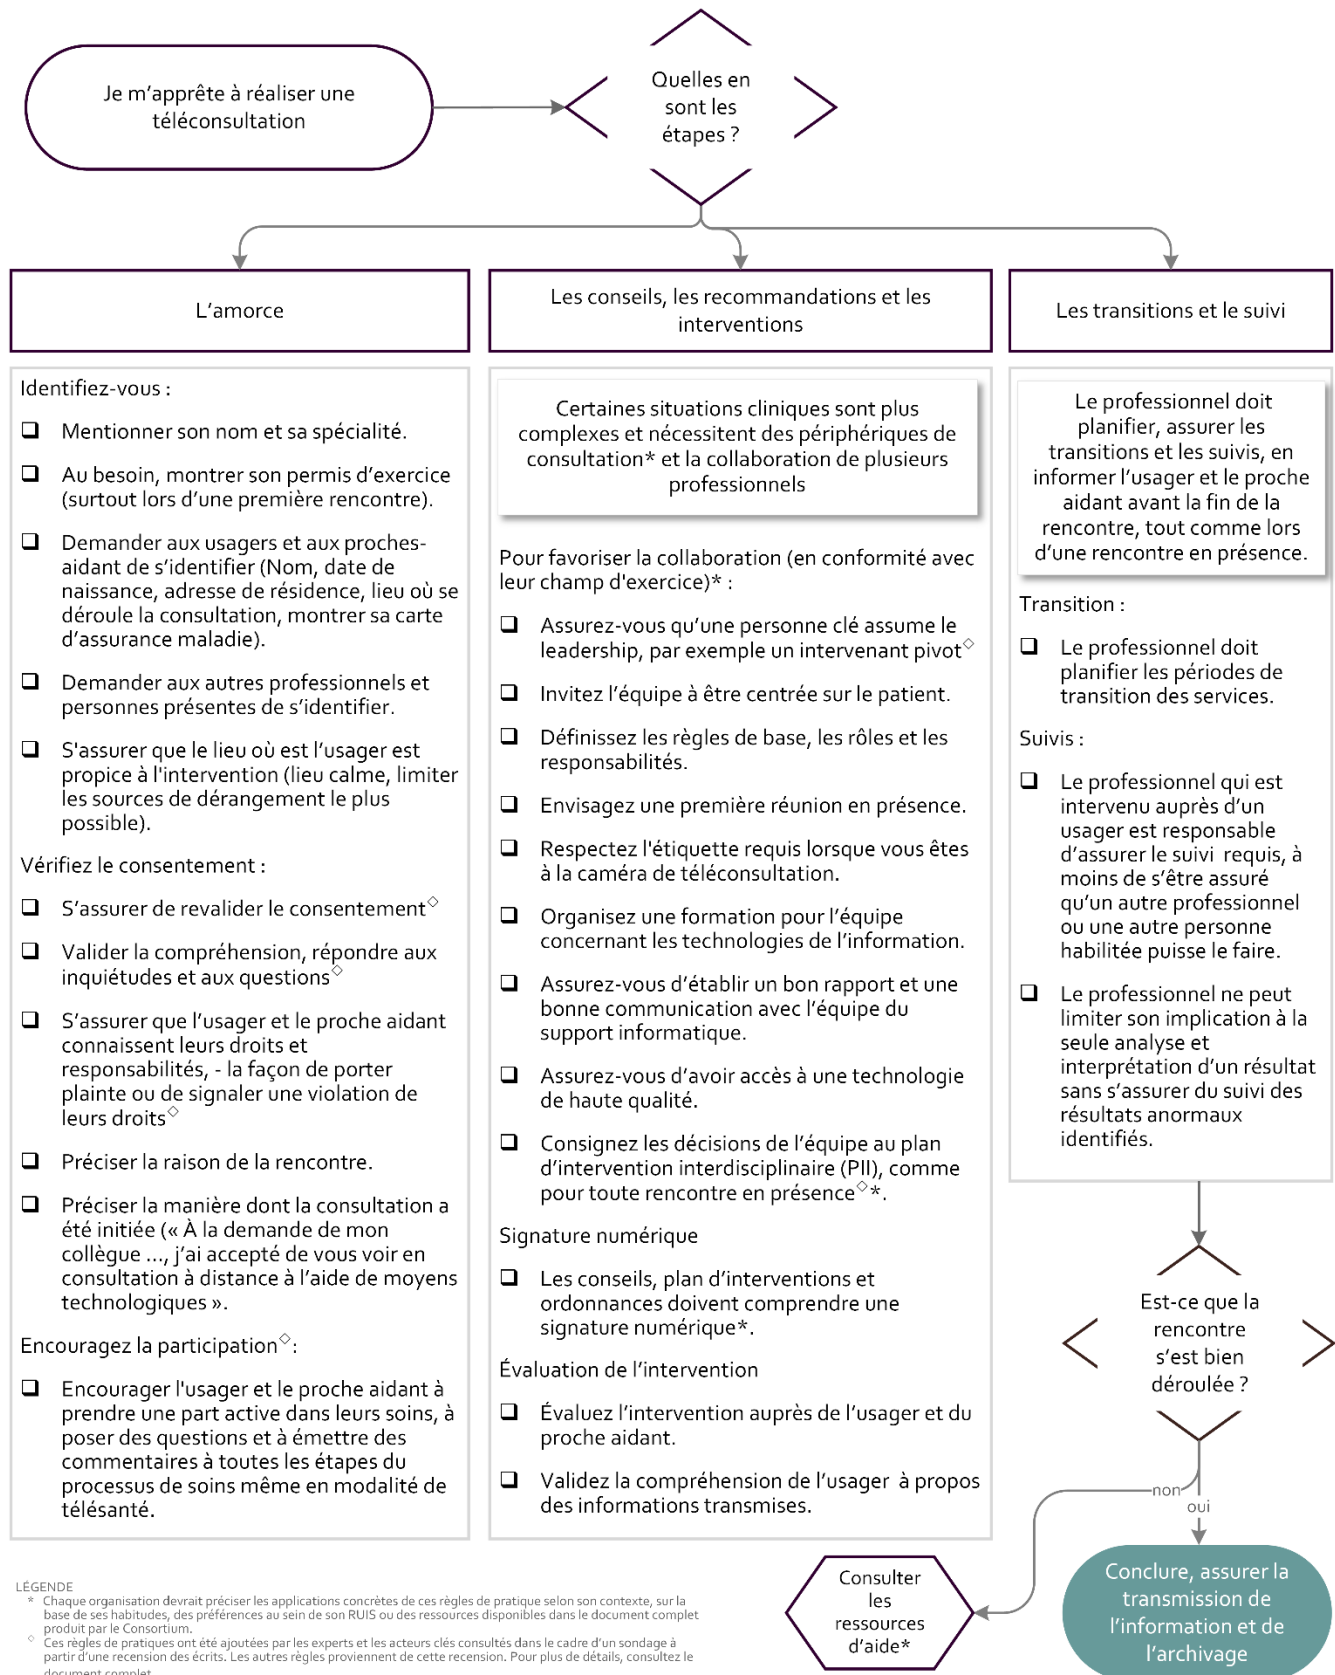 Je m'apprête à réaliser une
téléconsultation
Quelles en
sont les
étapes ?
L'amorce
Identifiez-vous :
❑ Mentionner son nom et sa spécialité.
❑ Au besoin, montrer son permis d'exercice
(surtout lors d'une première rencontre).
❑ Demander aux usagers et aux proches-
aidant de s'identifier (Nom, date de
naissance, adresse de résidence, lieu où se
déroule la consultation, montrer sa carte
d'assurance maladie).
❑ Demander aux autres professionnels et
personnes présentes de s'identifier.
❑ S'assurer que le lieu où est l'usager est
propice à l'intervention (lieu calme, limiter
les sources de dérangement le plus
possible).
Vérifiez le consentement :
❑ S'assurer de revalider le consentement◇
❑ Valider la compréhension, répondre aux
inquiétudes et aux questions◇
❑ S'assurer que l'usager et le proche aidant
connaissent leurs droits et
responsabilités, - la façon de porter
plainte ou de signaler une violation de
leurs droits◇
❑ Préciser la raison de la rencontre.
❑ Préciser la manière dont la consultation a
été initiée (« À la demande de mon
collègue ..., j'ai accepté de vous voir en
consultation à distance à l'aide de moyens
technologiques ».
Encouragez la participation◇:
❑ Encourager l'usager et le proche aidant à
prendre une part active dans leurs soins, à
poser des questions et à émettre des
commentaires à toutes les étapes du
processus de soins même en modalité de
télésanté.
Les conseils, les recommandations et les
interventions
Certaines situations cliniques sont plus
complexes et nécessitent des périphériques de
consultation* et la collaboration de plusieurs
professionnels
Pour favoriser la collaboration (en conformité avec
leur champ d'exercice)* :
❑ Assurez-vous qu'une personne clé assume le
leadership, par exemple un intervenant pivot◇
❑ Invitez l'équipe à être centrée sur le patient.
❑ Définissez les règles de base, les rôles et les
responsabilités.
❑ Envisagez une première réunion en présence.
❑ Respectez l'étiquette requis lorsque vous êtes
à la caméra de téléconsultation.
❑ Organisez une formation pour l'équipe
concernant les technologies de l'information.
❑ Assurez-vous d'établir un bon rapport et une
bonne communication avec l'équipe du
support informatique.
❑ Assurez-vous d'avoir accès à une technologie
de haute qualité.
❑ Consignez les décisions de l'équipe au plan
d'intervention interdisciplinaire (PII), comme
pour toute rencontre en présence◇*.
Signature numérique
❑ Les conseils, plan d'interventions et
ordonnances doivent comprendre une
signature numérique*.
Évaluation de l'intervention
❑ Évaluez l'intervention auprès de l'usager et du
proche aidant.
❑ Validez la compréhension de l'usager à propos
des informations transmises.
Les transitions et le suivi
Le professionnel doit
planifier, assurer les
transitions et les suivis, en
informer l'usager et le proche
aidant avant la fin de la
rencontre, tout comme lors
d'une rencontre en présence.
Transition :
❑ Le professionnel doit
planifier les périodes de
transition des services.
Suivis :
❑ Le professionnel qui est
intervenu auprès d'un
usager est responsable
d'assurer le suivi requis, à
moins de s'être assuré
qu'un autre professionnel
ou une autre personne
habilitée puisse le faire.
❑ Le professionnel ne peut
limiter son implication à la
seule analyse et
interprétation d'un résultat
sans s'assurer du suivi des
résultats anormaux
identifiés.
Est-ce que la
rencontre
s'est bien
déroulée ?
non
oui
Consulter
les
ressources
d'aide*
Conclure, assurer la
transmission de
l'information et de
l'archivage
LÉGENDE
* Chaque organisation devrait préciser les applications concrètes de ces règles de pratique selon son contexte, sur la
base de ses habitudes, des préférences au sein de son RUIS ou des ressources disponibles dans le document complet
produit par le Consortium.
◇ Ces règles de pratiques ont été ajoutées par les experts et les acteurs clés consultés dans le cadre d'un sondage à
partir d'une recension des écrits. Les autres règles proviennent de cette recension. Pour plus de détails, consultez le
document complet